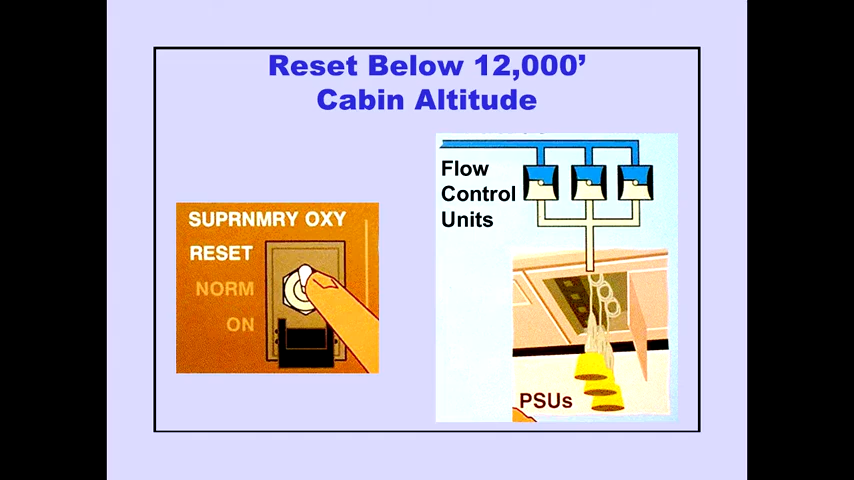 Reset Below 12,000’
Cabin Altitude
Flow
Control
Units
SUPRNMRY OXY
RESET
NORM
ON
PSUs